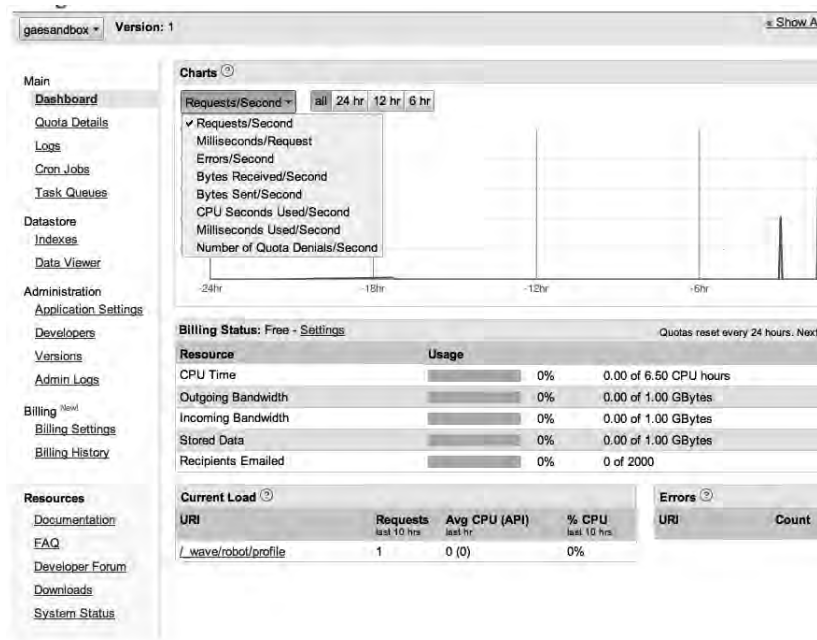 gaesandbox Version: 1 « Show A
Main
Dashboard
Quota Details
Logs
Cron Jobs
Task Queues
Datastore
Indexes
Data Viewer
Administration
Application Settings
Developers
Versions
Admin Logs
Billing New!
Billing Settings
Billing History
Resources
Documentation
FAQ
Developer Forum
Downloads
System Status
Charts ?
Requests/Second all 24 hr 12 hr 6 hr
✓ Requests/Second
Milliseconds/Request
Errors/Second
Bytes Received/Second
Bytes Sent/Second
CPU Seconds Used/Second
Milliseconds Used/Second
Number of Quota Denials/Second
-24hr -18hr -12hr -6hr
Billing Status: Free - Settings Quotas reset every 24 hours. Next
Resource Usage
CPU Time 0% 0.00 of 6.50 CPU hours
Outgoing Bandwidth 0% 0.00 of 1.00 GBytes
Incoming Bandwidth 0% 0.00 of 1.00 GBytes
Stored Data 0% 0.00 of 1.00 GBytes
Recipients Emailed 0% 0 of 2000
Current Load ?
URI Requests last 10 hrs Avg CPU (API) last hr % CPU last 10 hrs
/_wave/robot/profile 1 0 (0) 0%
Errors ?
URI Count